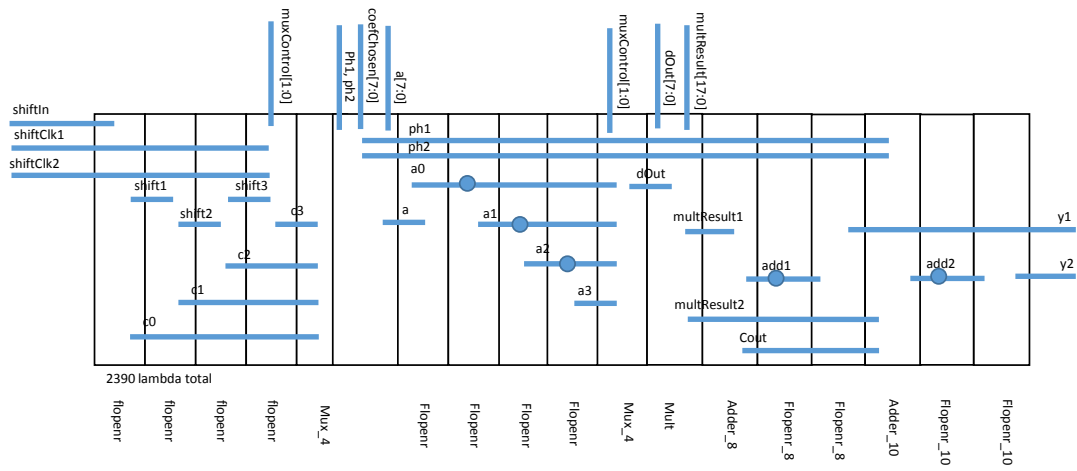 muxControl[1:0]
Ph1, ph2
coefChosen[7:0]
a[7:0]
muxControl[1:0]
dOut[7:0]
multResult[17:0]
shiftIn
shiftClk1
shiftClk2
ph1
ph2
a0
dOut
shift1
shift3
shift2
c3
a
a1
multResult1
y1
a2
c2
add1
add2
y2
c1
a3
multResult2
c0
Cout
2390 lambda total
flopenr
flopenr
flopenr
flopenr
Mux_4
Flopenr
Flopenr
Flopenr
Flopenr
Mux_4
Mult
Adder_8
Flopenr_8
Flopenr_8
Adder_10
Flopenr_10
Flopenr_10